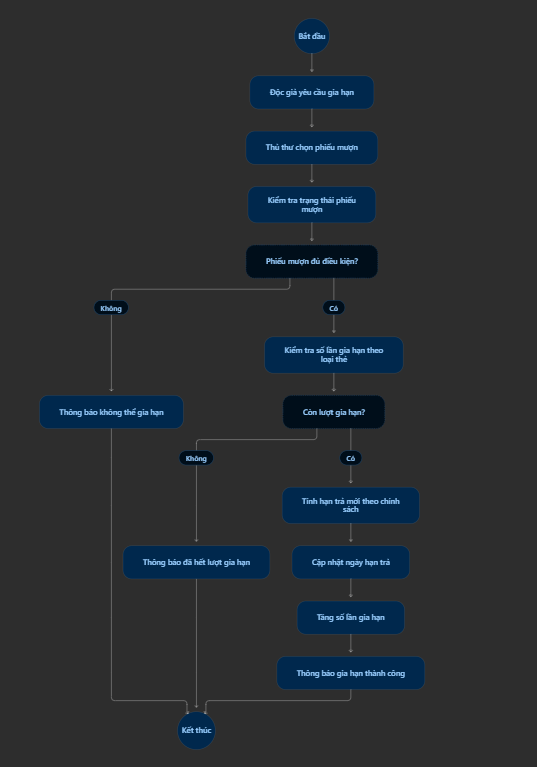 Bắt đầu
Độc giả yêu cầu gia hạn
Thủ thư chọn phiếu mượn
Kiểm tra trạng thái phiếu
mượn
Phiếu mượn đủ điều kiện?
Không
Có
Kiểm tra số lần gia hạn theo
loại thẻ
Thông báo không thể gia hạn
Còn lượt gia hạn?
Không
Có
Tính hạn trả mới theo chính
sách
Thông báo đã hết lượt gia hạn
Cập nhật ngày hạn trả
Tăng số lần gia hạn
Thông báo gia hạn thành công
Kết thúc